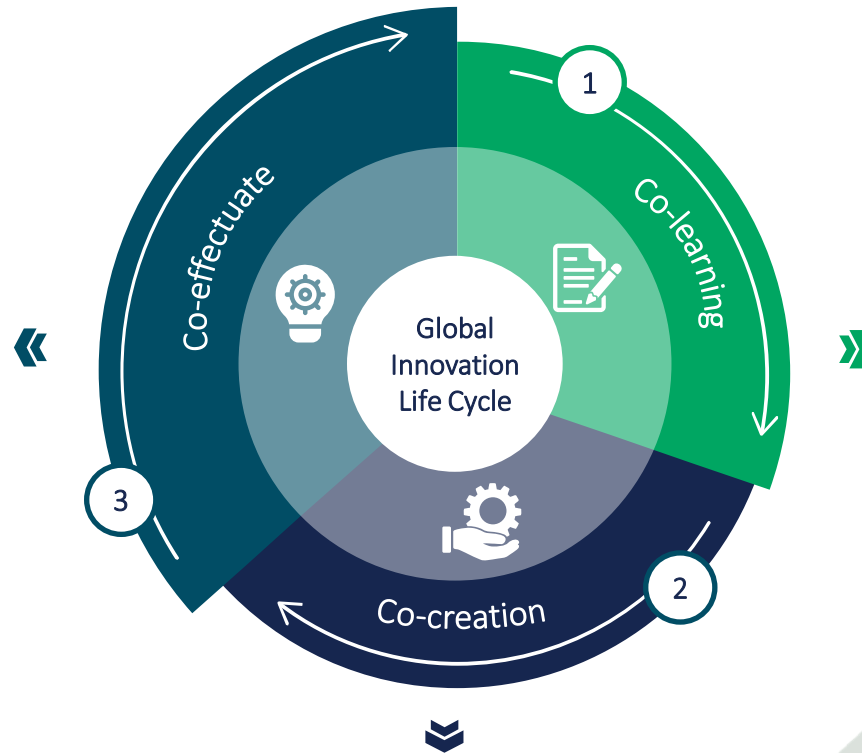 Global
Innovation
Life Cycle
1
Co-learning
2
Co-creation
3
Co-effectuate